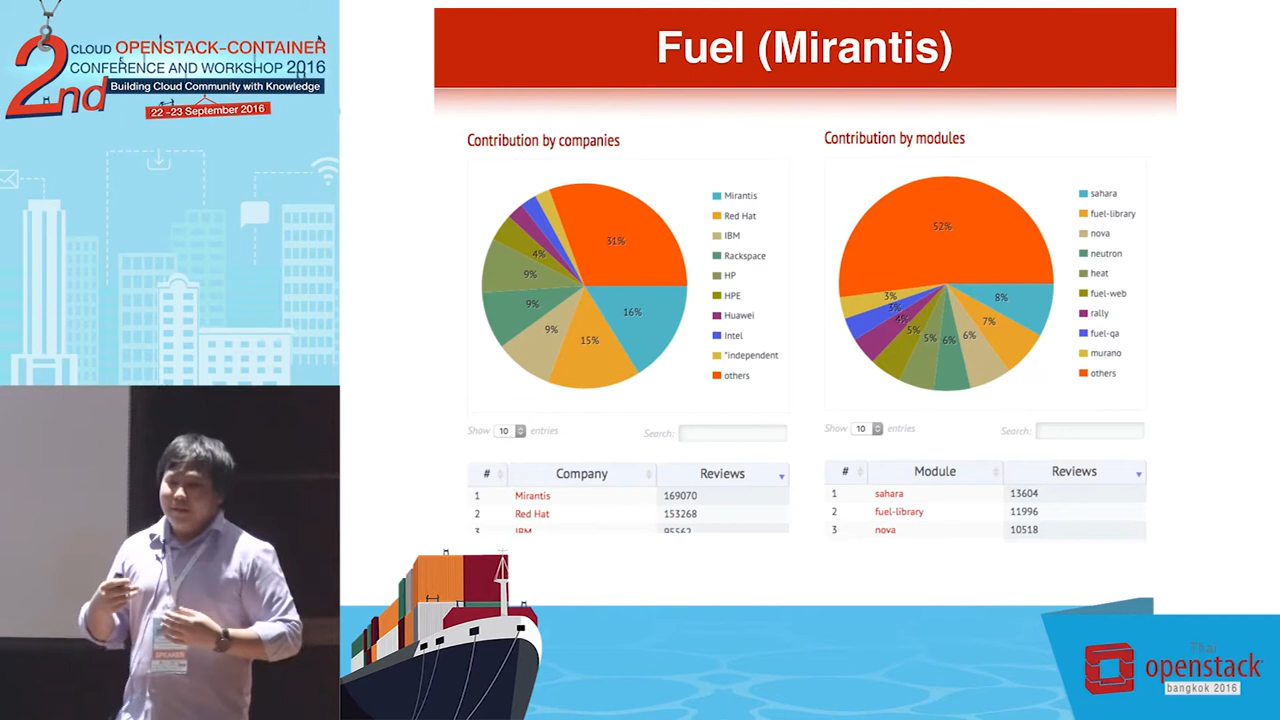 2nd
CLOUD OPENSTACK-CONTAINER
CONFERENCE AND WORKSHOP 2016
Building Cloud Community with Knowledge
22 -23 September 2016
Fuel (Mirantis)
Contribution by companies
31%
4%
9%
9%
9%
15%
16%
Mirantis
Red Hat
IBM
Rackspace
HP
HPE
Huawei
Intel
*independent
others
Show 10 entries
Search:
# Company Reviews
1 Mirantis 169070
2 Red Hat 153268
3 IBM 95562
Contribution by modules
52%
3%
3%
4%
5%
5%
6%
6%
7%
8%
sahara
fuel-library
nova
neutron
heat
fuel-web
rally
fuel-qa
murano
others
Show 10 entries
Search:
# Module Reviews
1 sahara 13604
2 fuel-library 11996
3 nova 10518
SPEAKER
Thai
openstack
bangkok 2016